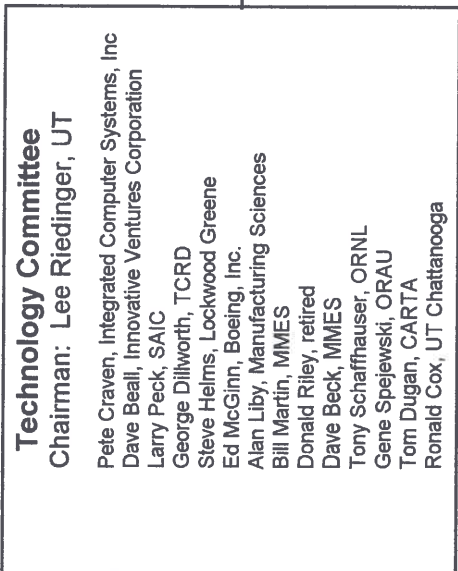 Technology Committee
Chairman: Lee Riedinger, UT
Pete Craven, Integrated Computer Systems, Inc
Dave Beall, Innovative Ventures Corporation
Larry Peck, SAIC
George Dillworth, TCRD
Steve Helms, Lockwood Greene
Ed McGinn, Boeing, Inc.
Alan Liby, Manufacturing Sciences
Bill Martin, MMES
Donald Riley, retired
Dave Beck, MMES
Tony Schaffhauser, ORNL
Gene Spejewski, ORAU
Tom Dugan, CARTA
Ronald Cox, UT Chattanooga